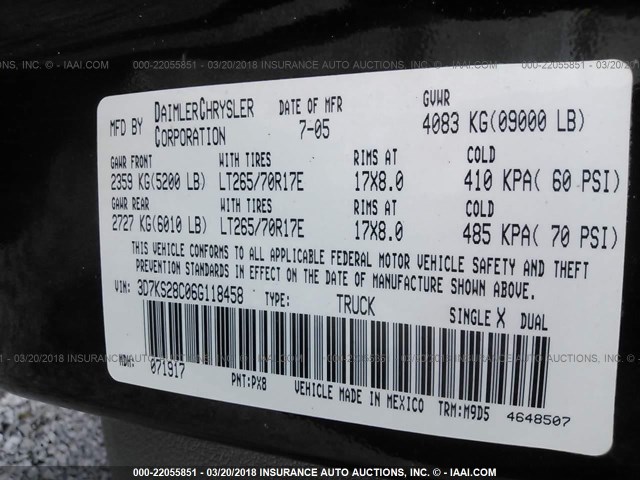 000-22055851 - 03/20/2018 - INSURANCE AUTO AUCTIONS, INC. - © IAAI.COM
MFD BY DAIMLERCHRYSLER CORPORATION
DATE OF MFR 7-05
GVWR 4083 KG(09000 LB)
GAWR FRONT WITH TIRES RIMS AT COLD
2359 KG(5200 LB) LT265/70R17E 17X8.0 410 KPA( 60 PSI)
GAWR REAR WITH TIRES RIMS AT COLD
2727 KG(6010 LB) LT265/70R17E 17X8.0 485 KPA( 70 PSI)
THIS VEHICLE CONFORMS TO ALL APPLICABLE FEDERAL MOTOR VEHICLE SAFETY AND THEFT
PREVENTION STANDARDS IN EFFECT ON THE DATE OF MANUFACTURE SHOWN ABOVE.
VIN: 3D7KS28C06G118458 TYPE: TRUCK SINGLE X DUAL
MDH: 071917 PNT:PX8 VEHICLE MADE IN MEXICO TRM:M9D5 4648507
000-22055851 - 03/20/2018 - INSURANCE AUTO AUCTIONS, INC. - © IAAI.COM